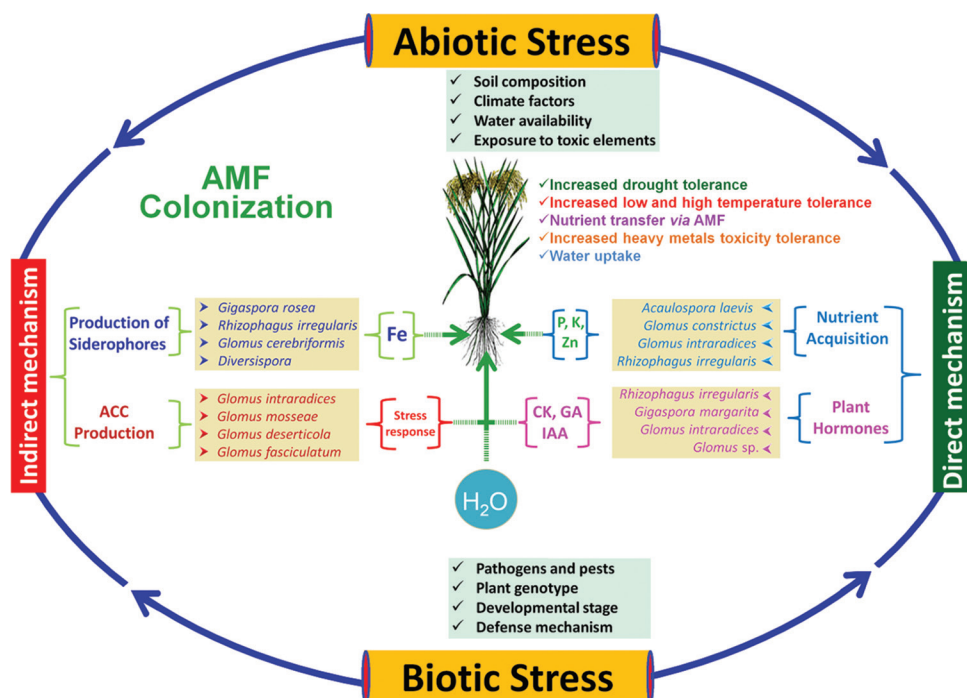 Abiotic Stress
✓ Soil composition
✓ Climate factors
✓ Water availability
✓ Exposure to toxic elements
AMF
Colonization
✓Increased drought tolerance
✓Increased low and high temperature tolerance
✓Nutrient transfer via AMF
✓Increased heavy metals toxicity tolerance
✓Water uptake
Indirect mechanism
Production of
Siderophores
➤ Gigaspora rosea
➤ Rhizophagus irregularis
➤ Glomus cerebriformis
➤ Diversispora
Fe
P, K,
Zn
Acaulospora laevis
Glomus constrictus
Glomus intraradices
Rhizophagus irregularis
Nutrient
Acquisition
ACC
Production
➤ Glomus intraradices
➤ Glomus mosseae
➤ Glomus deserticola
➤ Glomus fasciculatum
Stress
response
CK, GA
IAA
Rhizophagus irregularis
Gigaspora margarita
Glomus intraradices
Glomus sp.
Plant
Hormones
Direct mechanism
H₂O
✓ Pathogens and pests
✓ Plant genotype
✓ Developmental stage
✓ Defense mechanism
Biotic Stress